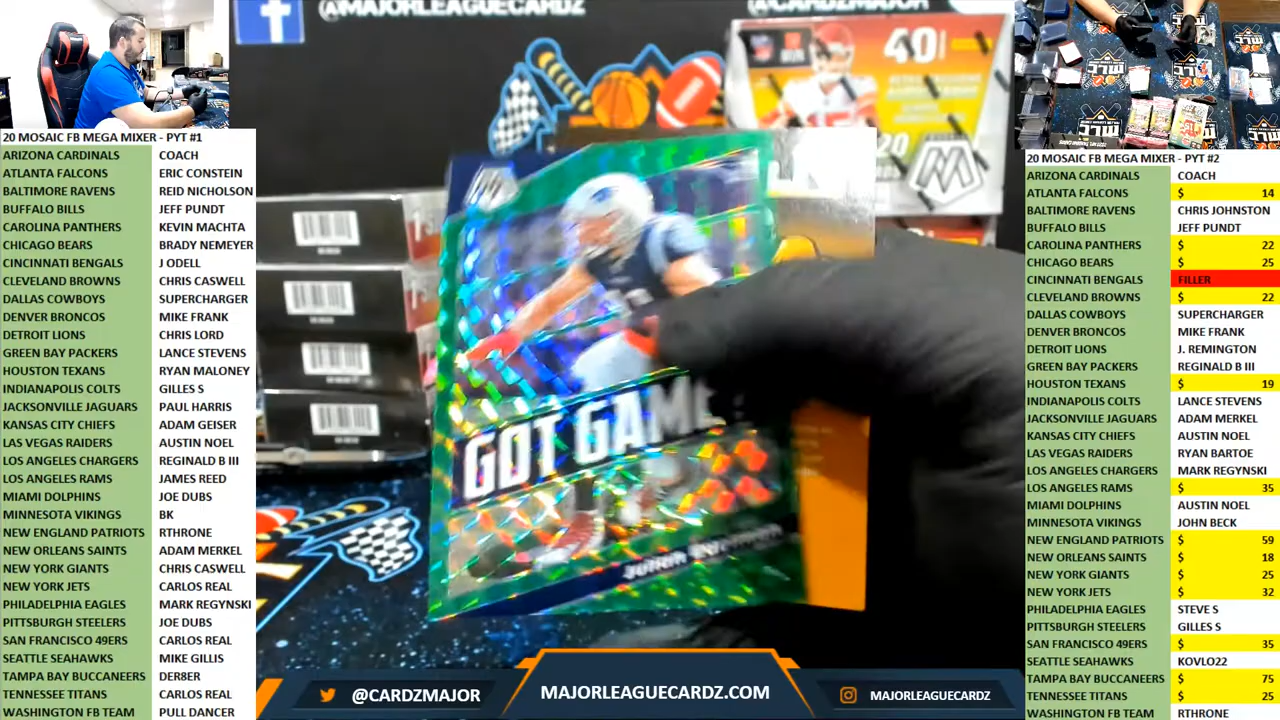 @MAJORLEAGUECARDZ
@CARDZMAJOR
40
20
GOT GAME
20 MOSAIC FB MEGA MIXER - PYT #1
ARIZONA CARDINALS COACH
ATLANTA FALCONS ERIC CONSTEIN
BALTIMORE RAVENS REID NICHOLSON
BUFFALO BILLS JEFF PUNDT
CAROLINA PANTHERS KEVIN MACHTA
CHICAGO BEARS BRADY NEMEYER
CINCINNATI BENGALS J ODELL
CLEVELAND BROWNS CHRIS CASWELL
DALLAS COWBOYS SUPERCHARGER
DENVER BRONCOS MIKE FRANK
DETROIT LIONS CHRIS LORD
GREEN BAY PACKERS LANCE STEVENS
HOUSTON TEXANS RYAN MALONEY
INDIANAPOLIS COLTS GILLES S
JACKSONVILLE JAGUARS PAUL HARRIS
KANSAS CITY CHIEFS ADAM GEISER
LAS VEGAS RAIDERS AUSTIN NOEL
LOS ANGELES CHARGERS REGINALD B III
LOS ANGELES RAMS JAMES REED
MIAMI DOLPHINS JOE DUBS
MINNESOTA VIKINGS BK
NEW ENGLAND PATRIOTS RTHRONE
NEW ORLEANS SAINTS ADAM MERKEL
NEW YORK GIANTS CHRIS CASWELL
NEW YORK JETS CARLOS REAL
PHILADELPHIA EAGLES MARK REGYNSKI
PITTSBURGH STEELERS JOE DUBS
SAN FRANCISCO 49ERS CARLOS REAL
SEATTLE SEAHAWKS MIKE GILLIS
TAMPA BAY BUCCANEERS DER8ER
TENNESSEE TITANS CARLOS REAL
WASHINGTON FB TEAM PULL DANCER
20 MOSAIC FB MEGA MIXER - PYT #2
ARIZONA CARDINALS COACH
ATLANTA FALCONS $ 14
BALTIMORE RAVENS CHRIS JOHNSTON
BUFFALO BILLS JEFF PUNDT
CAROLINA PANTHERS $ 22
CHICAGO BEARS $ 25
CINCINNATI BENGALS FILLER
CLEVELAND BROWNS $ 22
DALLAS COWBOYS SUPERCHARGER
DENVER BRONCOS MIKE FRANK
DETROIT LIONS J. REMINGTON
GREEN BAY PACKERS REGINALD B III
HOUSTON TEXANS $ 19
INDIANAPOLIS COLTS LANCE STEVENS
JACKSONVILLE JAGUARS ADAM MERKEL
KANSAS CITY CHIEFS AUSTIN NOEL
LAS VEGAS RAIDERS RYAN BARTOE
LOS ANGELES CHARGERS MARK REGYNSKI
LOS ANGELES RAMS $ 35
MIAMI DOLPHINS AUSTIN NOEL
MINNESOTA VIKINGS JOHN BECK
NEW ENGLAND PATRIOTS $ 59
NEW ORLEANS SAINTS $ 18
NEW YORK GIANTS $ 25
NEW YORK JETS $ 32
PHILADELPHIA EAGLES STEVE S
PITTSBURGH STEELERS GILLES S
SAN FRANCISCO 49ERS $ 35
SEATTLE SEAHAWKS KOVLO22
TAMPA BAY BUCCANEERS $ 75
TENNESSEE TITANS $ 25
WASHINGTON FB TEAM RTHRONE
@CARDZMAJOR
MAJORLEAGUECARDZ.COM
MAJORLEAGUECARDZ